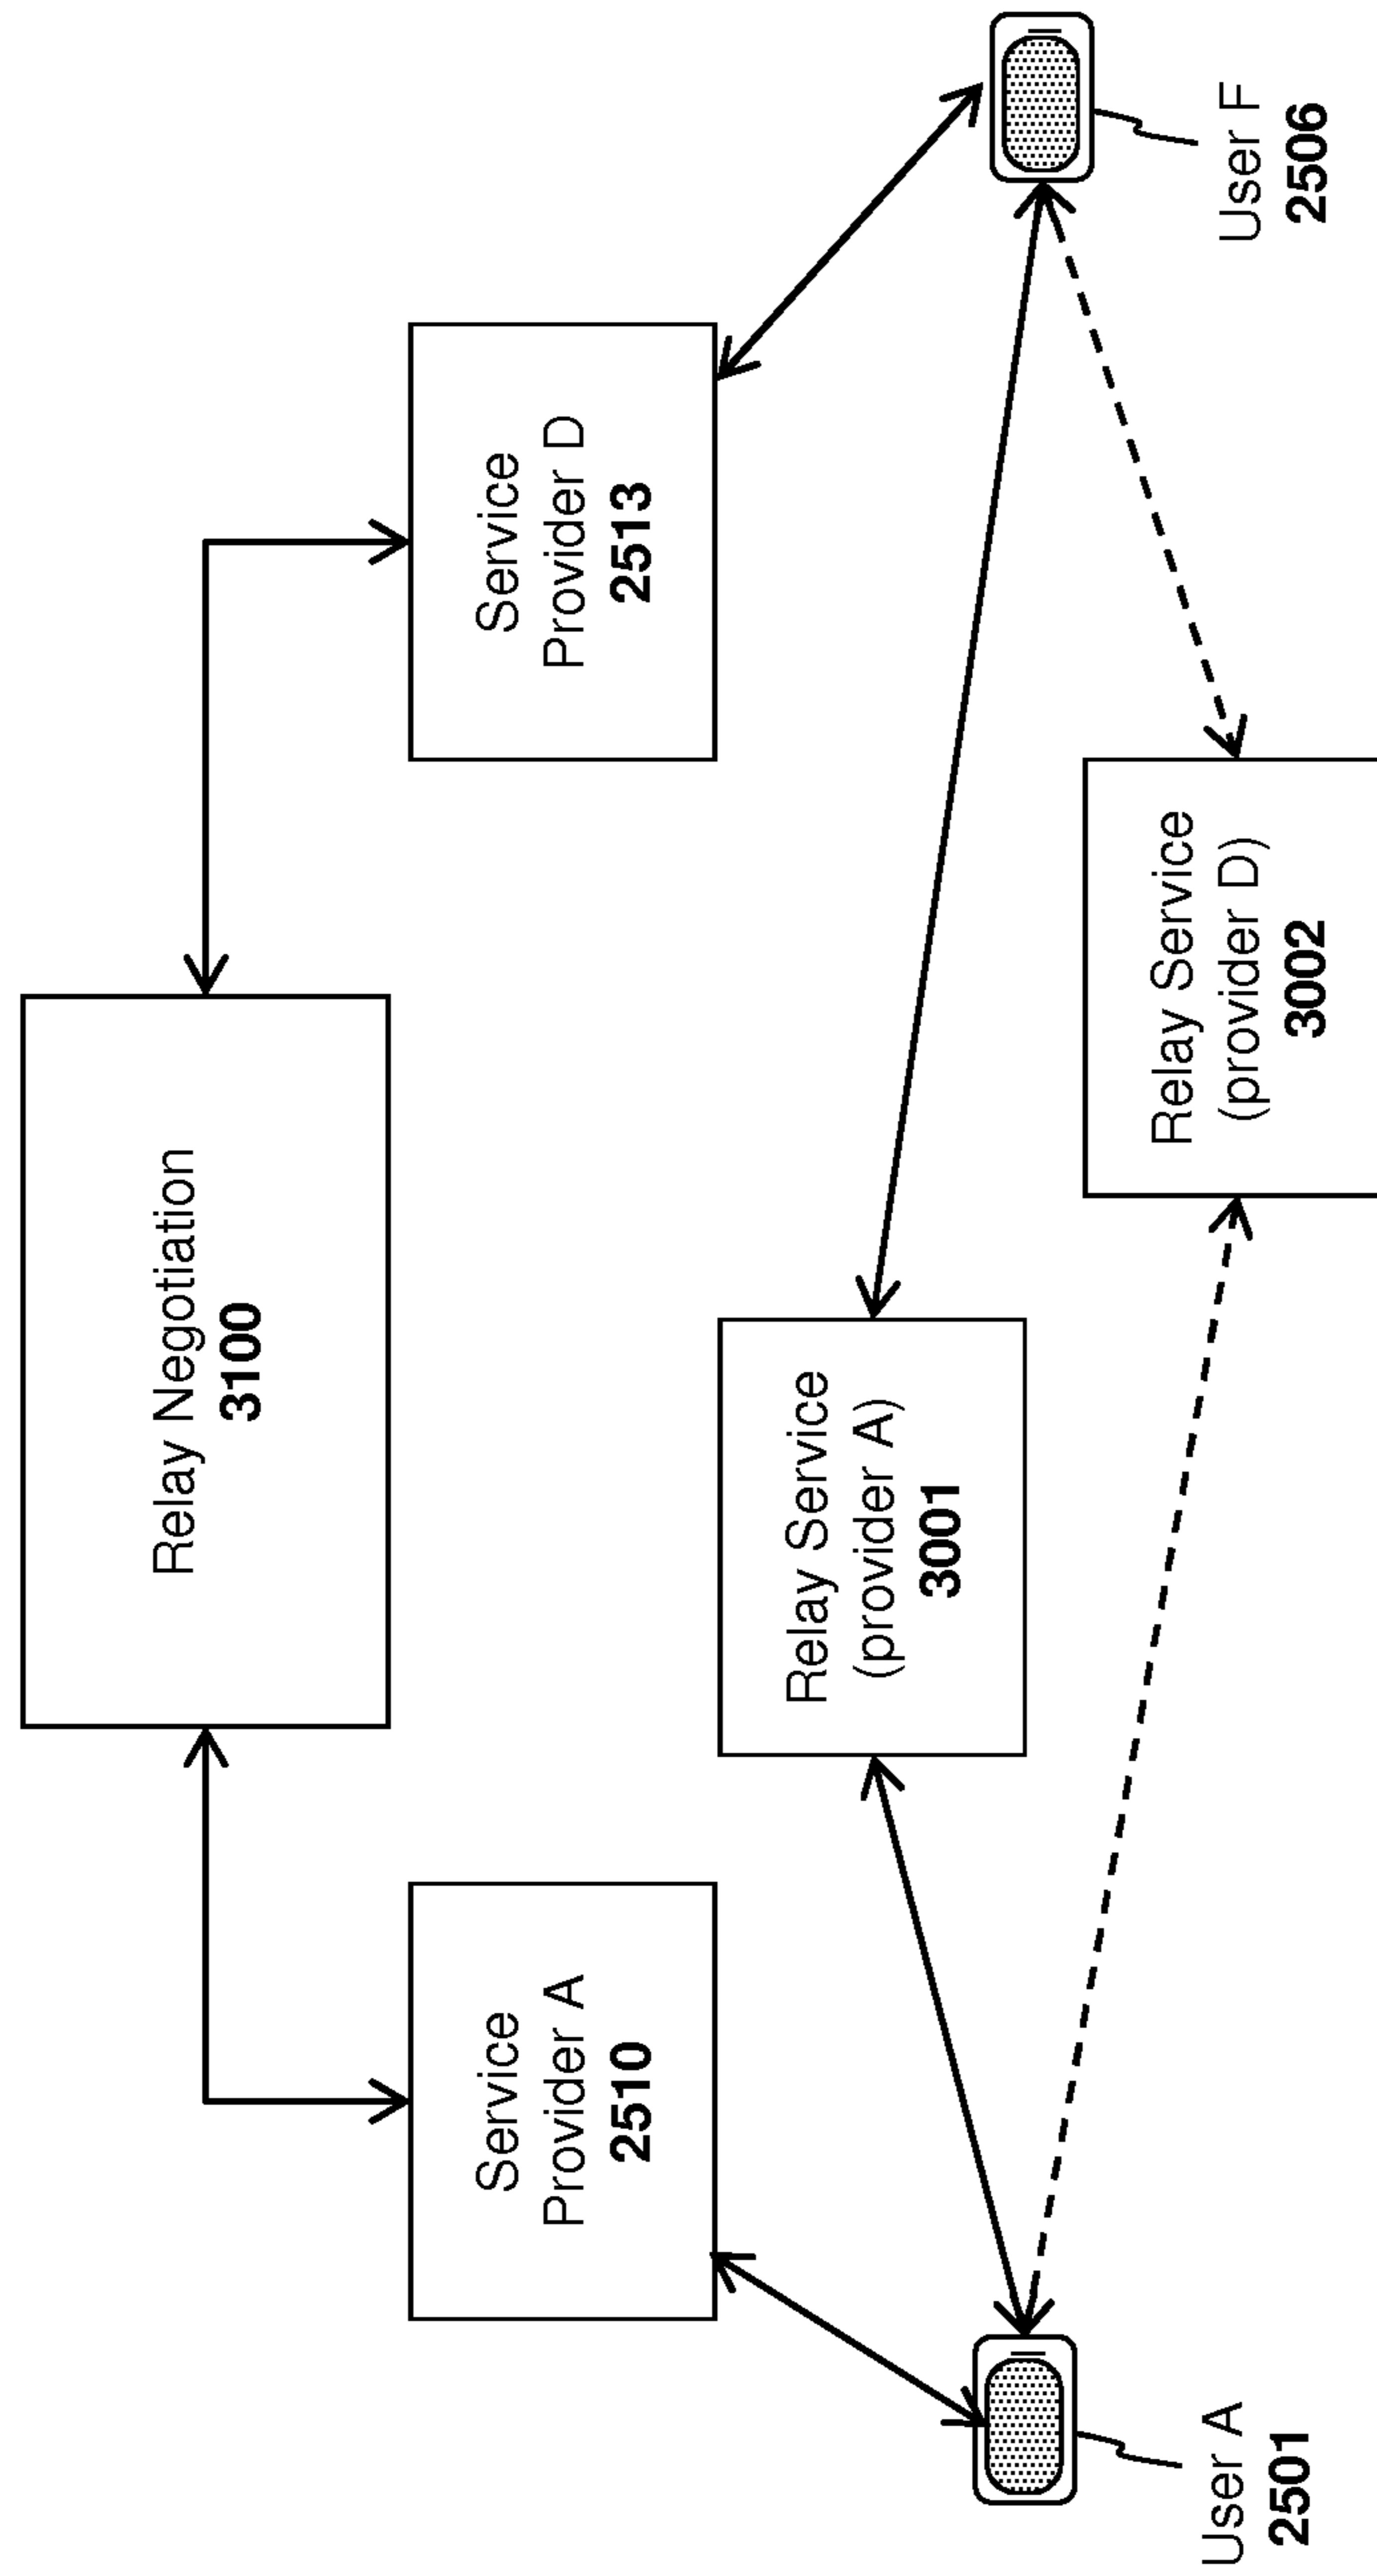 Relay Negotiation
3100
Service
Provider A
2510
Service
Provider D
2513
Relay Service
(provider A)
3001
Relay Service
(provider D)
3002
User A
2501
User F
2506